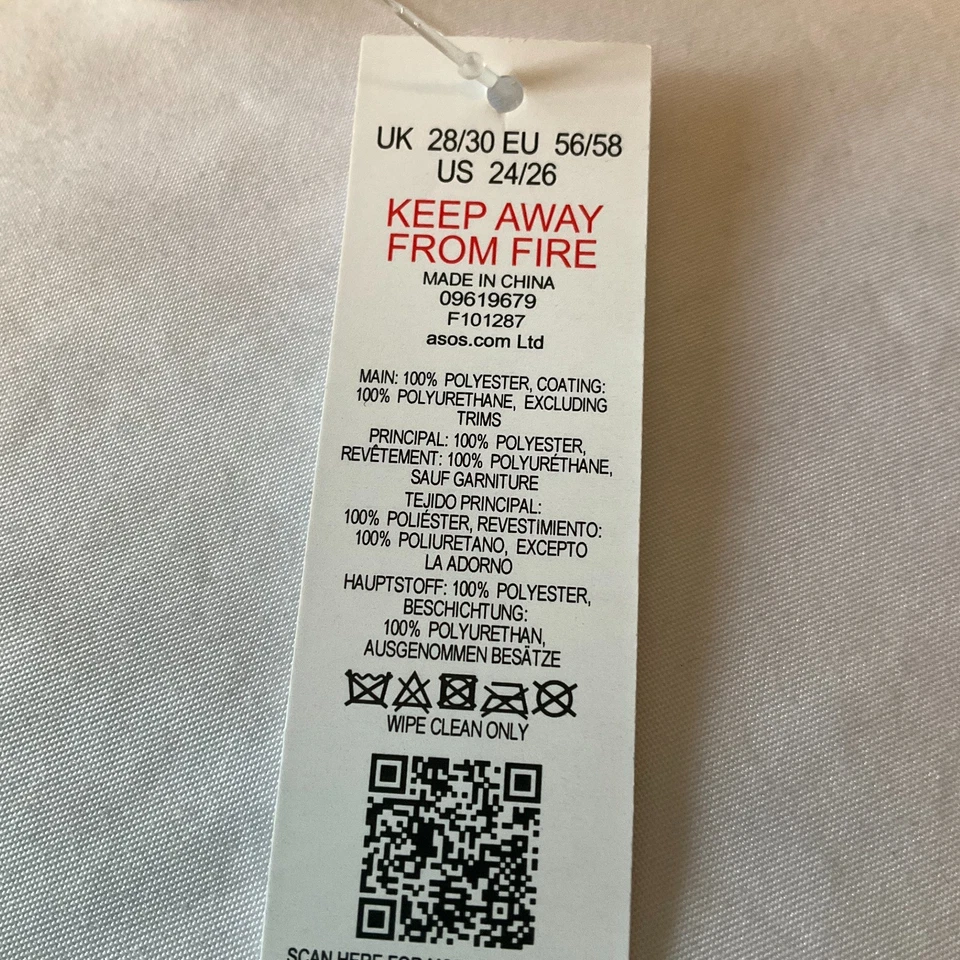 UK 28/30 EU 56/58
US 24/26
KEEP AWAY
FROM FIRE
MADE IN CHINA
09619679
F101287
asos.com Ltd
MAIN: 100% POLYESTER, COATING:
100% POLYURETHANE, EXCLUDING
TRIMS
PRINCIPAL: 100% POLYESTER,
REVÊTEMENT: 100% POLYURÉTHANE,
SAUF GARNITURE
TEJIDO PRINCIPAL:
100% POLIÉSTER, REVESTIMIENTO:
100% POLIURETANO, EXCEPTO
LA ADORNO
HAUPTSTOFF: 100% POLYESTER,
BESCHICHTUNG:
100% POLYURETHAN,
AUSGENOMMEN BESÄTZE
WIPE CLEAN ONLY
SCAN HERE FOR